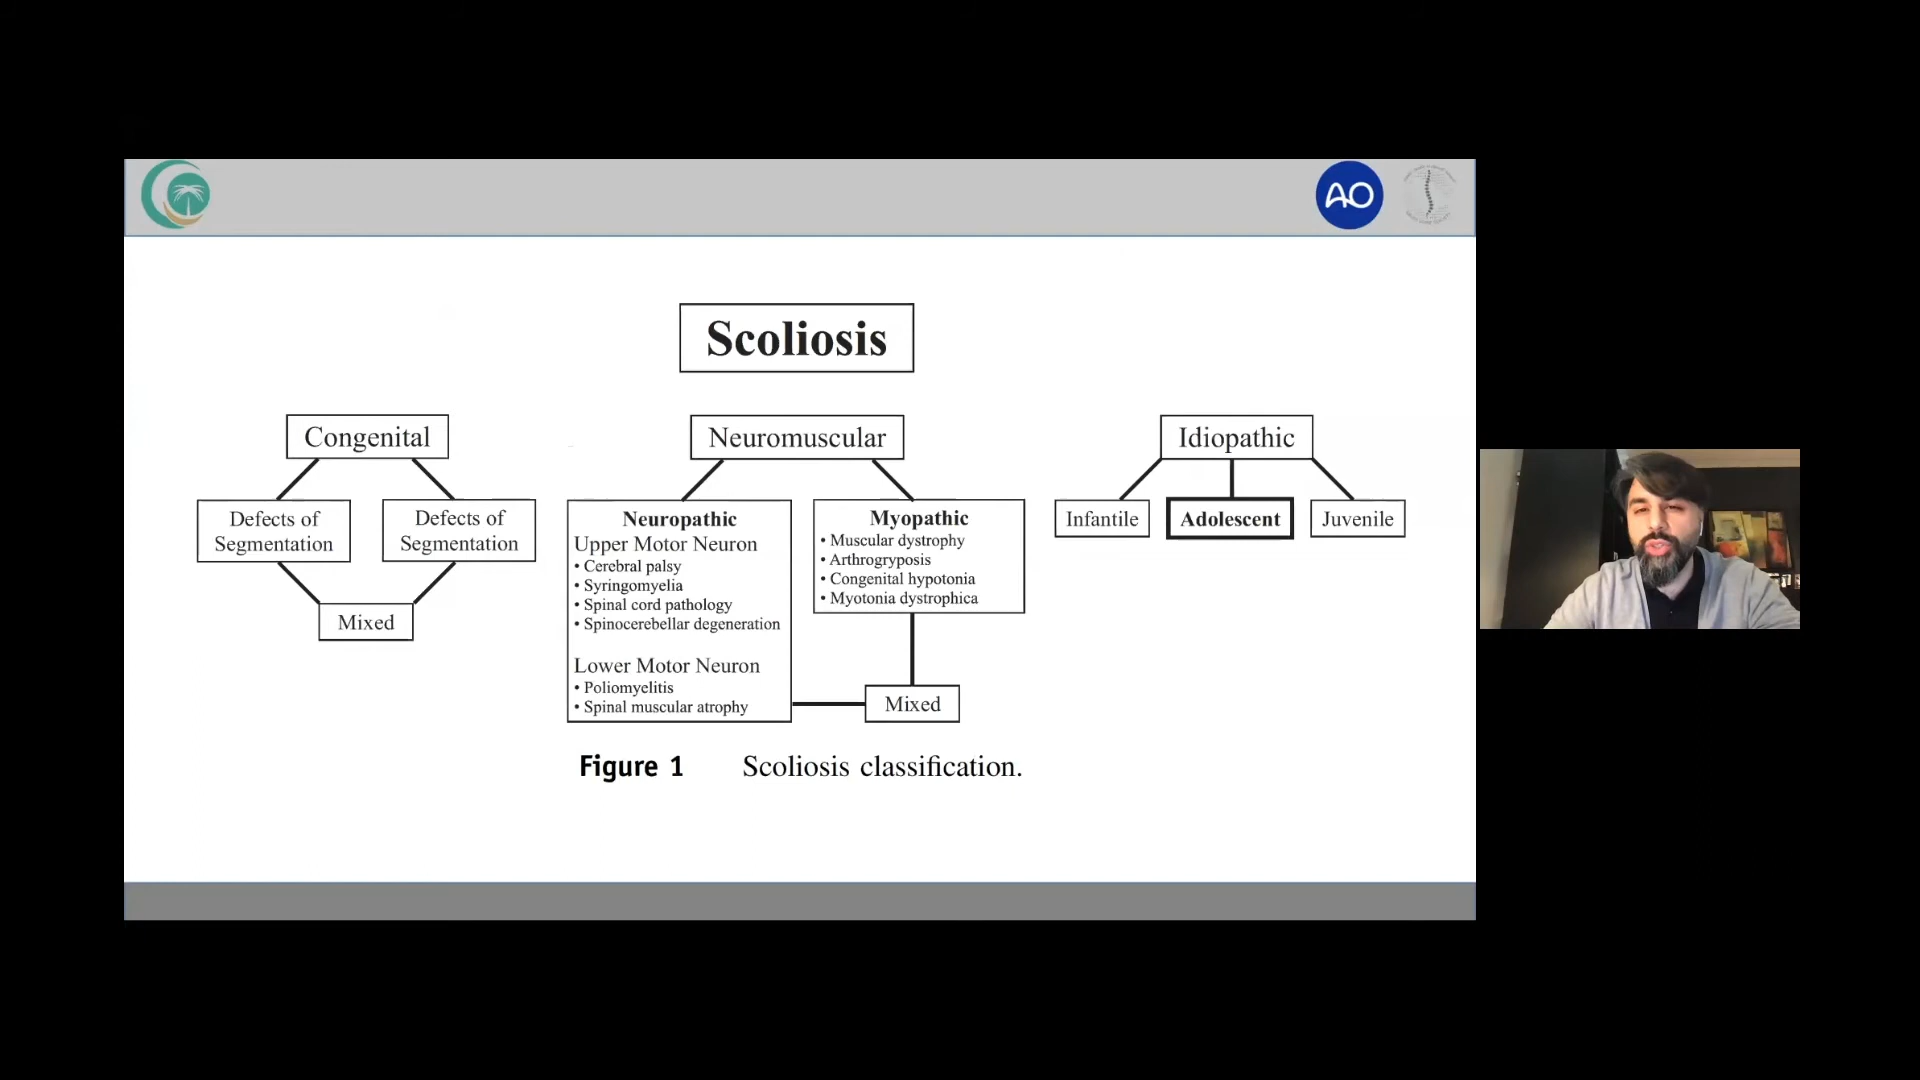 AO
Scoliosis
Congenital
Neuromuscular
Idiopathic
Defects of
Segmentation
Defects of
Segmentation
Mixed
Neuropathic
Upper Motor Neuron
• Cerebral palsy
• Syringomyelia
• Spinal cord pathology
• Spinocerebellar degeneration
Lower Motor Neuron
• Poliomyelitis
• Spinal muscular atrophy
Myopathic
• Muscular dystrophy
• Arthrogryposis
• Congenital hypotonia
• Myotonia dystrophica
Mixed
Infantile
Adolescent
Juvenile
Figure 1 Scoliosis classification.